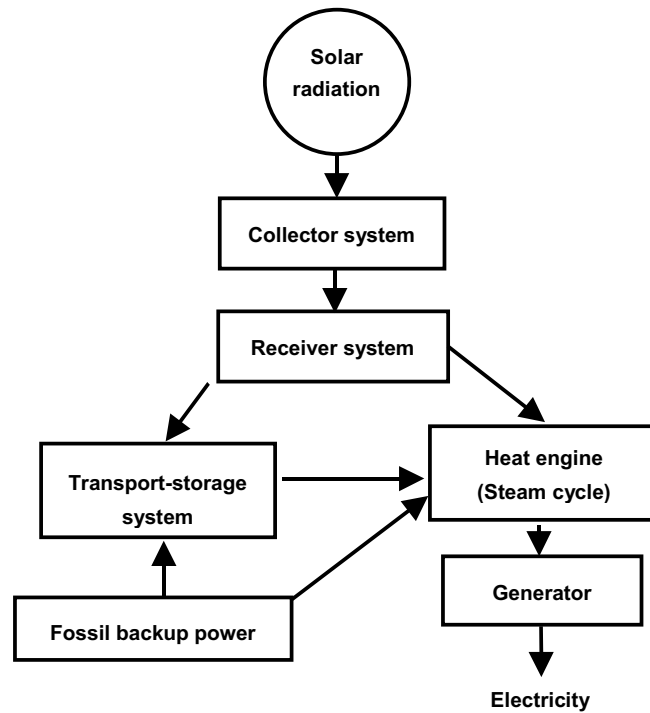 Solar
radiation
Collector system
Receiver system
Transport-storage
system
Heat engine
(Steam cycle)
Fossil backup power
Generator
Electricity